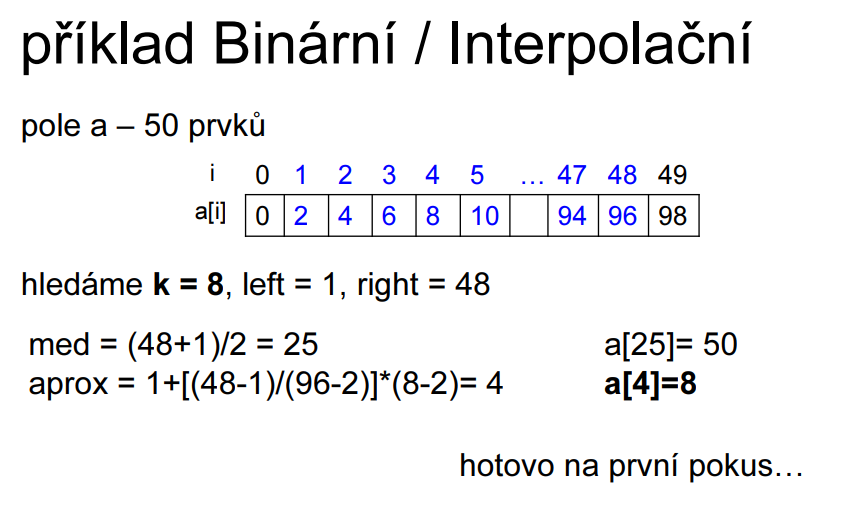 příklad Binární / Interpolační
pole a – 50 prvků
i 0 1 2 3 4 5 … 47 48 49
a[i] 0 2 4 6 8 10 94 96 98
hledáme k = 8, left = 1, right = 48
med = (48+1)/2 = 25 a[25]= 50
aprox = 1+[(48-1)/(96-2)]*(8-2)= 4 a[4]=8
hotovo na první pokus…